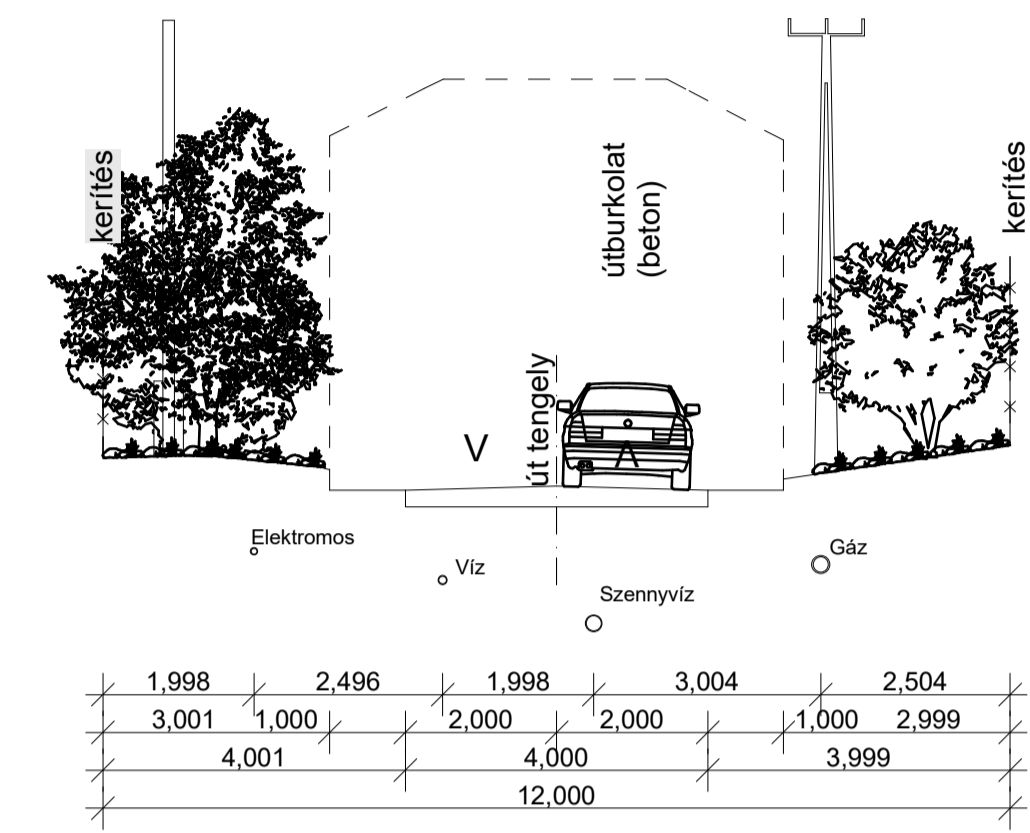 kerítés
útburkolat
(beton)
kerítés
út tengely
V
V
Elektromos
Víz
Gáz
Szennyvíz
1,998 2,496 1,998 3,004 2,504
3,001 1,000 2,000 2,000 1,000 2,999
4,001 4,000 3,999
12,000